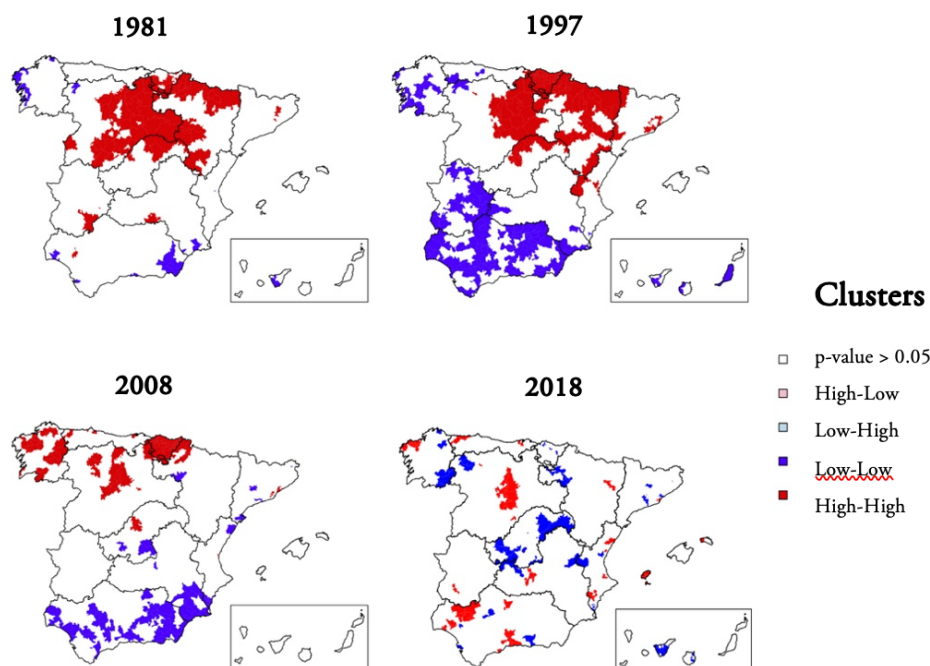 1981
1997
Clusters
p-value > 0.05
High-Low
Low-High
Low-Low
High-High
2008
2018